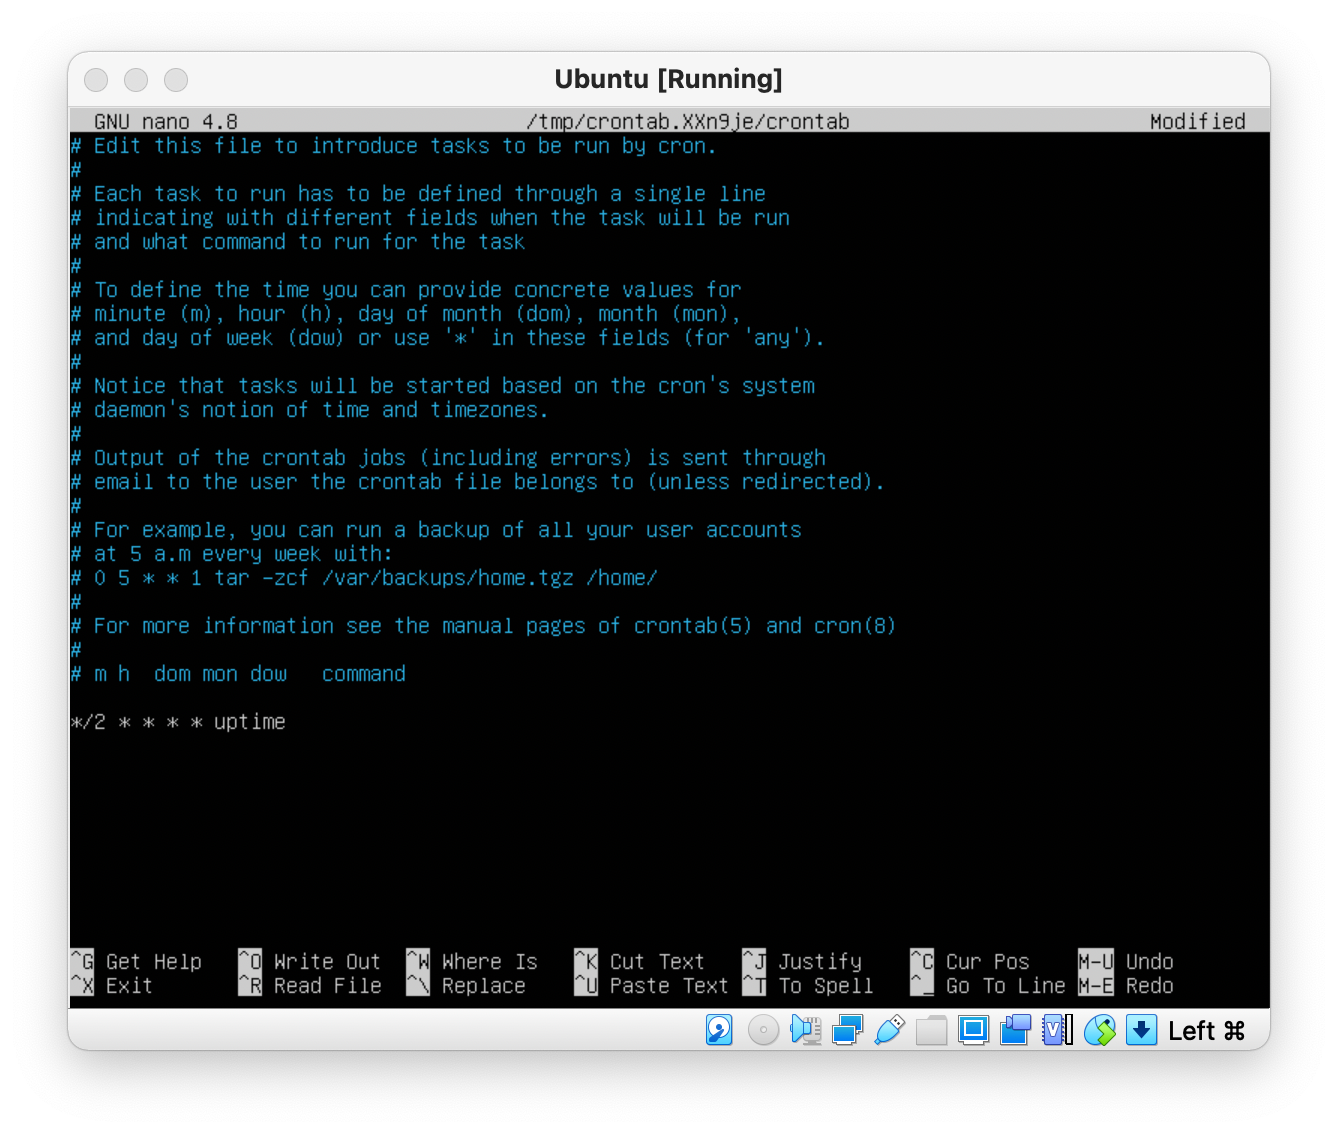 Ubuntu [Running]
GNU nano 4.8 /tmp/crontab.XXn9je/crontab Modified
# Edit this file to introduce tasks to be run by cron.
#
# Each task to run has to be defined through a single line
# indicating with different fields when the task will be run
# and what command to run for the task
#
# To define the time you can provide concrete values for
# minute (m), hour (h), day of month (dom), month (mon),
# and day of week (dow) or use '*' in these fields (for 'any').
#
# Notice that tasks will be started based on the cron's system
# daemon's notion of time and timezones.
#
# Output of the crontab jobs (including errors) is sent through
# email to the user the crontab file belongs to (unless redirected).
#
# For example, you can run a backup of all your user accounts
# at 5 a.m every week with:
# 0 5 * * 1 tar -zcf /var/backups/home.tgz /home/
#
# For more information see the manual pages of crontab(5) and cron(8)
#
# m h  dom mon dow   command
*/2 * * * * uptime
^G Get Help ^O Write Out ^W Where Is ^K Cut Text ^J Justify ^C Cur Pos M-U Undo
^X Exit ^R Read File ^\ Replace ^U Paste Text ^T To Spell ^_ Go To Line M-E Redo
Left ⌘